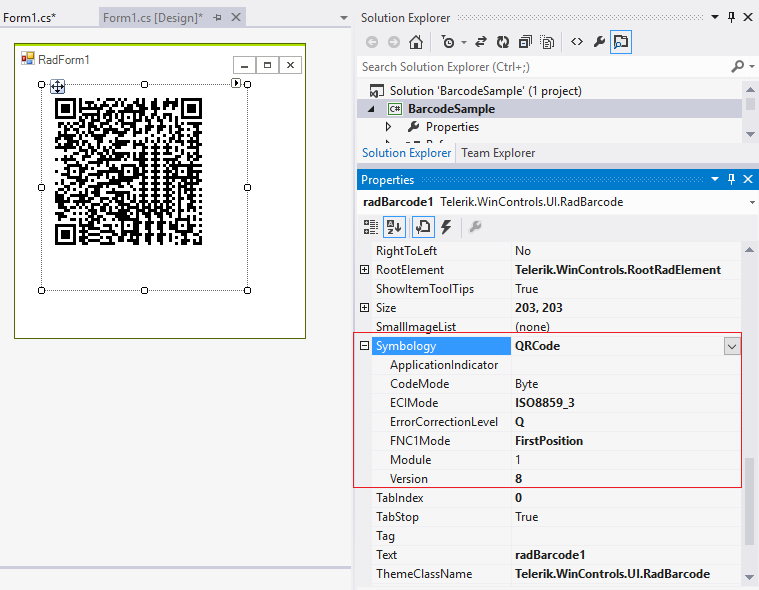 Form1.cs*
Form1.cs [Design]*
RadForm1
Solution Explorer
Search Solution Explorer (Ctrl+;)
Solution 'BarcodeSample' (1 project)
C# BarcodeSample
Properties
Solution Explorer
Team Explorer
Properties
radBarcode1 Telerik.WinControls.UI.RadBarcode
RightToLeft No
RootElement Telerik.WinControls.RootRadElement
ShowItemToolTips True
Size 203, 203
SmallImageList (none)
Symbology QRCode
ApplicationIndicator
CodeMode Byte
ECIMode ISO8859_3
ErrorCorrectionLevel Q
FNC1Mode FirstPosition
Module 1
Version 8
TabIndex 0
TabStop True
Tag
Text radBarcode1
ThemeClassName Telerik.WinControls.UI.RadBarcode